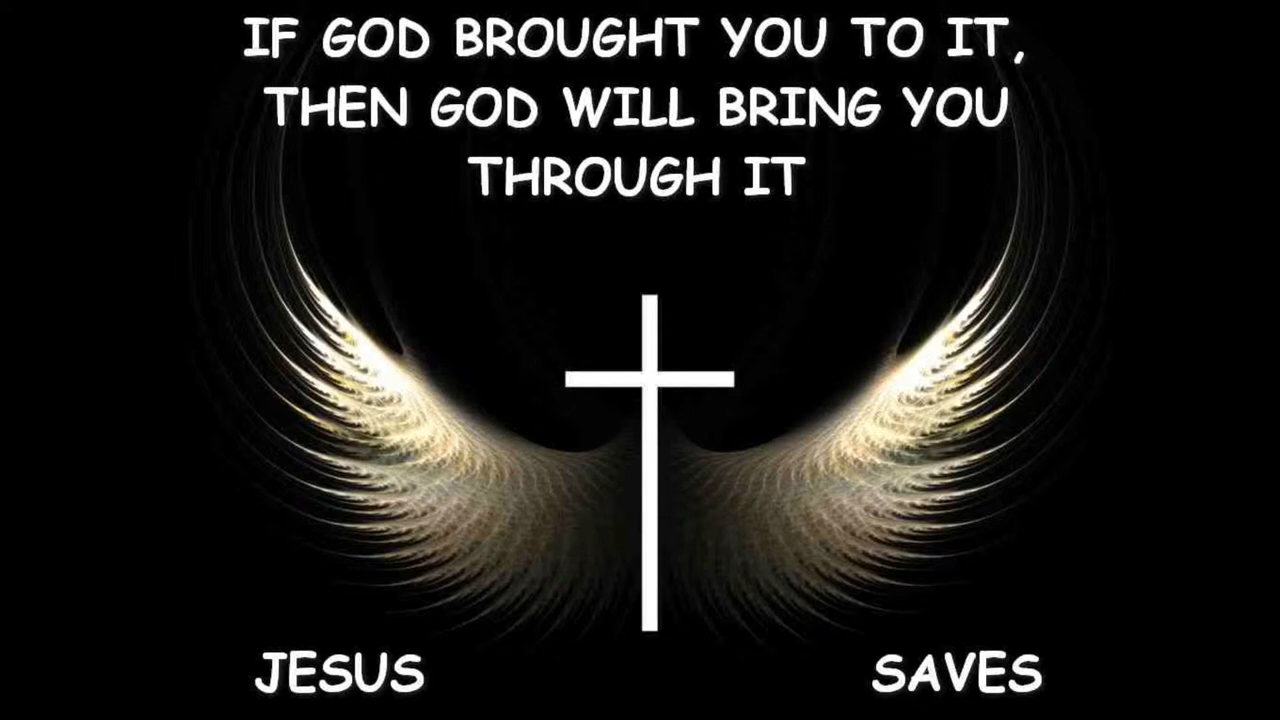 IF GOD BROUGHT YOU TO IT,
THEN GOD WILL BRING YOU
THROUGH IT
JESUS SAVES